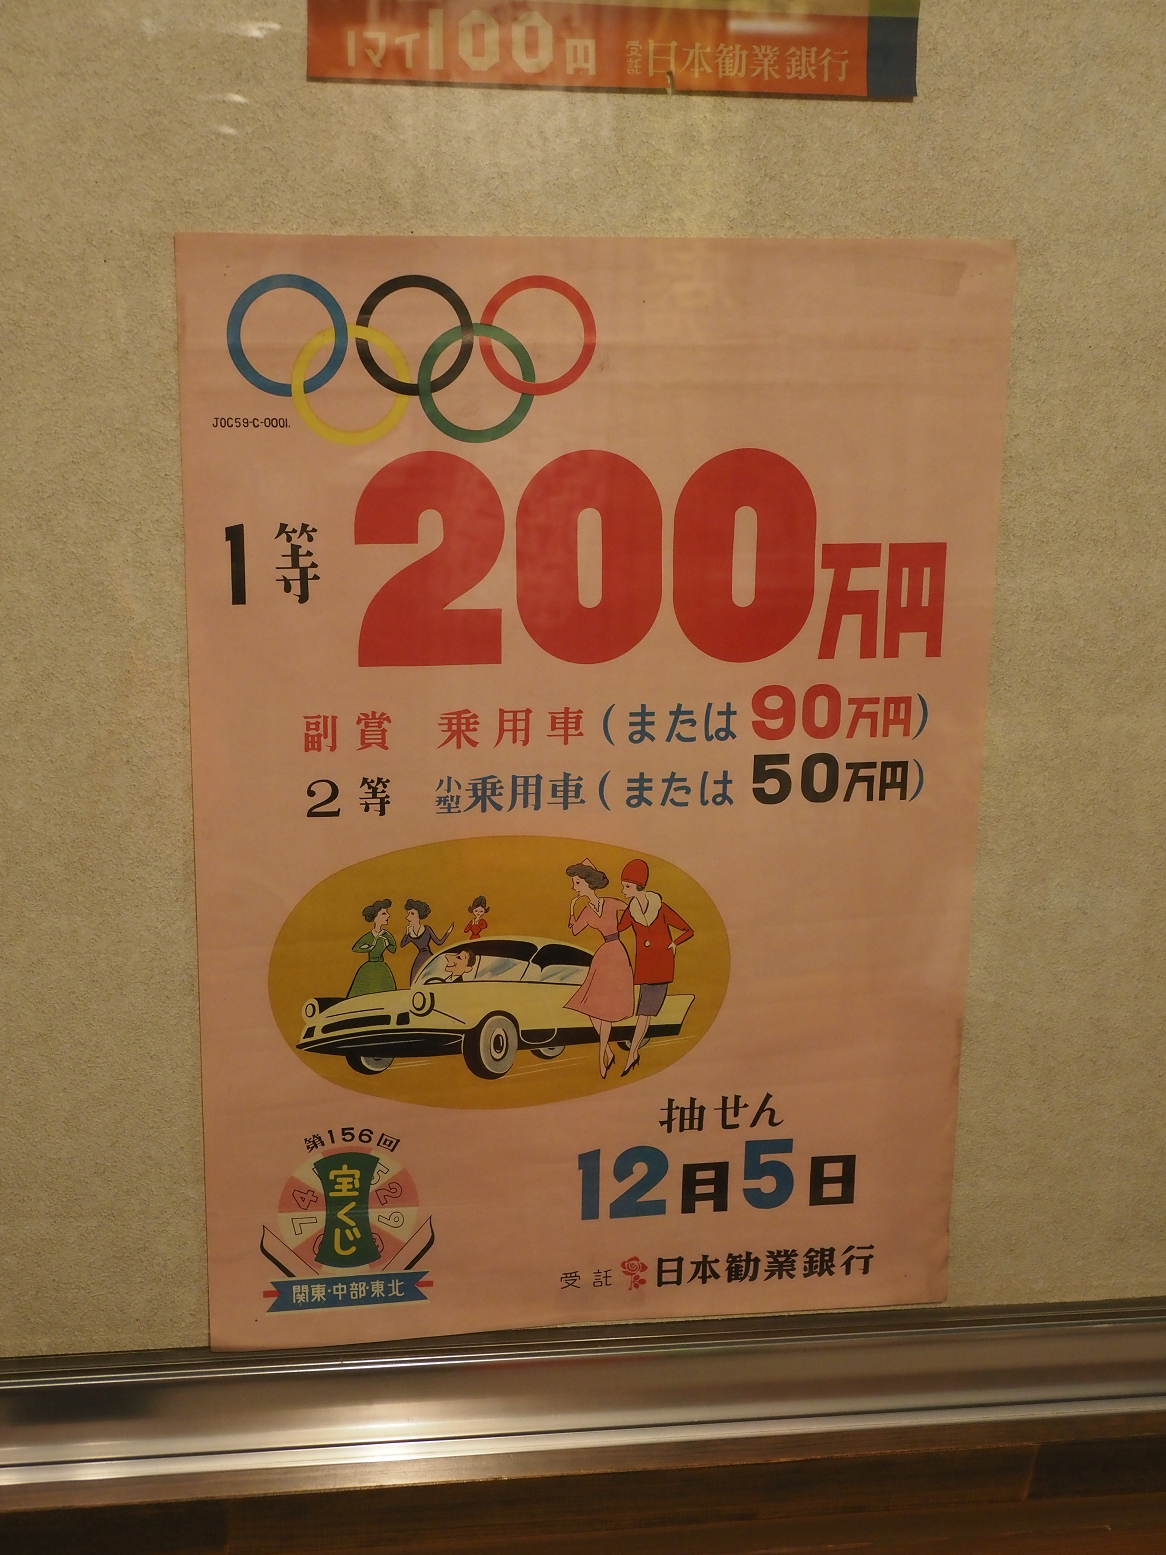 1マイ100円 受託 日本勧業銀行
JOC59-C-0001.
1等 200万円
副賞 乗用車(または90万円)
2等 小型乗用車(または50万円)
抽せん
12月5日
第156回
宝くじ
関東・中部・東北
受託 日本勧業銀行